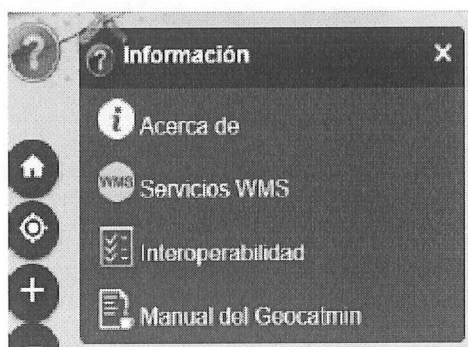 Información
Acerca de
WMS Servicios WMS
Interoperabilidad
Manual del Geocatmin